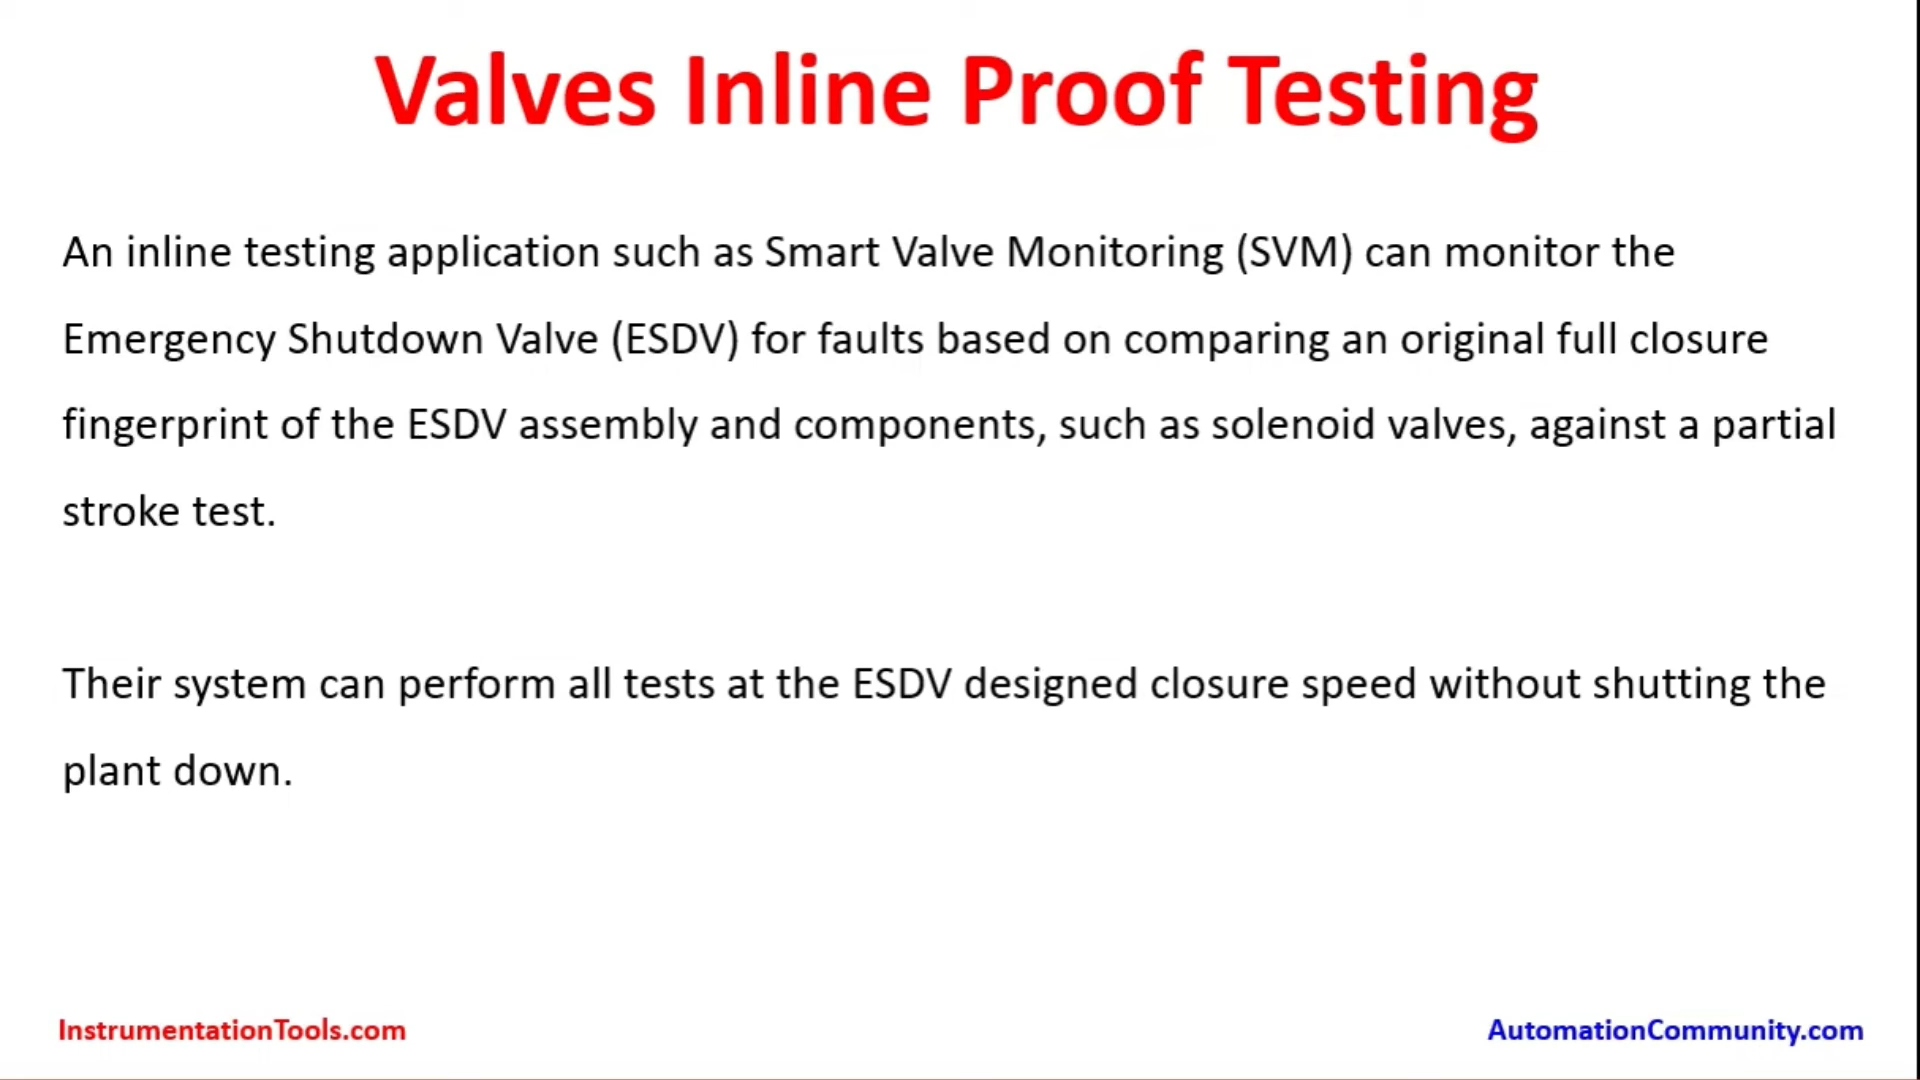 Valves Inline Proof Testing
An inline testing application such as Smart Valve Monitoring (SVM) can monitor the
Emergency Shutdown Valve (ESDV) for faults based on comparing an original full closure
fingerprint of the ESDV assembly and components, such as solenoid valves, against a partial
stroke test.
Their system can perform all tests at the ESDV designed closure speed without shutting the
plant down.
InstrumentationTools.com
AutomationCommunity.com